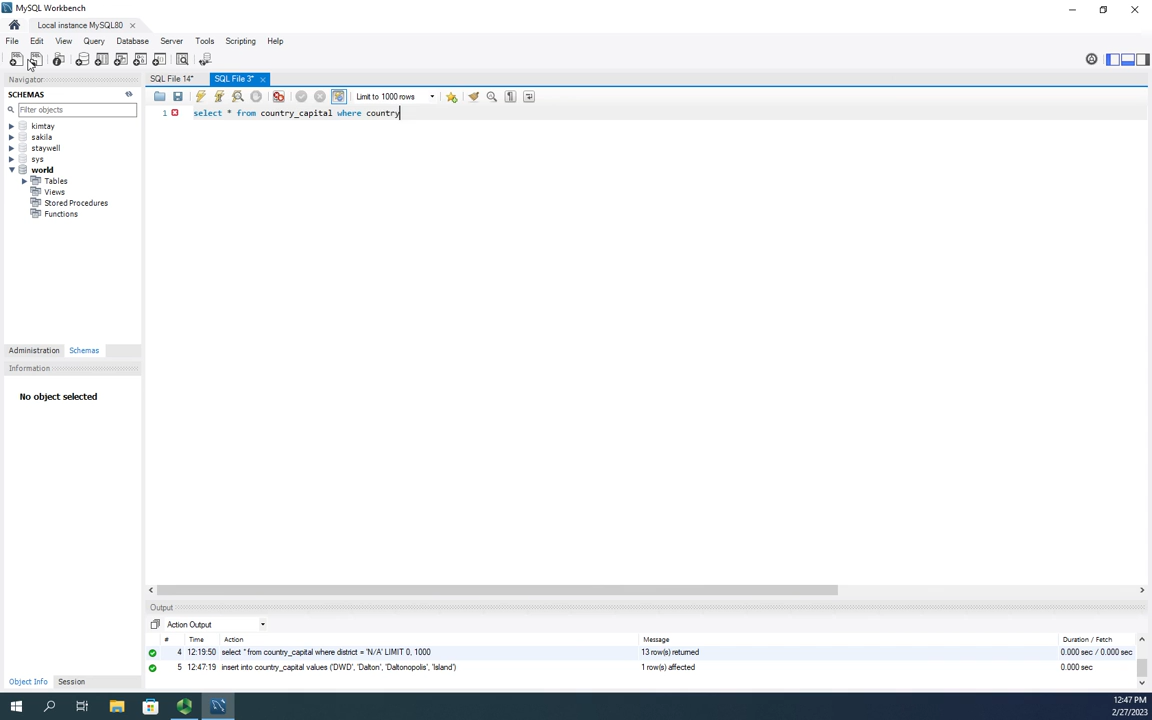 MySQL Workbench
Local instance MySQL80
File Edit View Query Database Server Tools Scripting Help
Navigator
SQL File 14* SQL File 3*
SCHEMAS
Limit to 1000 rows
Filter objects
1 select * from country_capital where country
kimtay
sakila
staywell
sys
world
Tables
Views
Stored Procedures
Functions
Administration Schemas
Information
No object selected
Output
Action Output
# Time Action Message Duration / Fetch
4 12:19:50 select * from country_capital where district = 'N/A' LIMIT 0, 1000 13 row(s) returned 0.000 sec / 0.000 sec
5 12:47:19 insert into country_capital values ('DWD', 'Dalton', 'Daltonopolis', 'Island') 1 row(s) affected 0.000 sec
Object Info Session
12:47 PM
2/27/2023